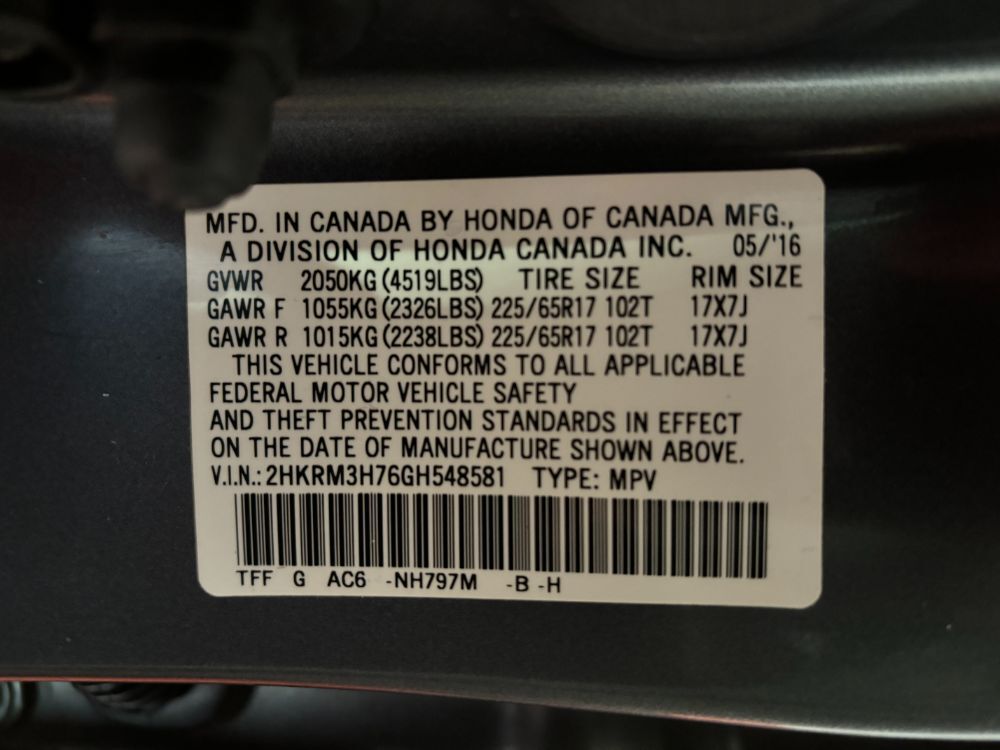 MFD. IN CANADA BY HONDA OF CANADA MFG.,
A DIVISION OF HONDA CANADA INC. 05/'16
GVWR 2050KG (4519LBS) TIRE SIZE RIM SIZE
GAWR F 1055KG (2326LBS) 225/65R17 102T 17X7J
GAWR R 1015KG (2238LBS) 225/65R17 102T 17X7J
THIS VEHICLE CONFORMS TO ALL APPLICABLE
FEDERAL MOTOR VEHICLE SAFETY
AND THEFT PREVENTION STANDARDS IN EFFECT
ON THE DATE OF MANUFACTURE SHOWN ABOVE.
V.I.N.: 2HKRM3H76GH548581 TYPE: MPV
TFF G AC6 -NH797M -B -H